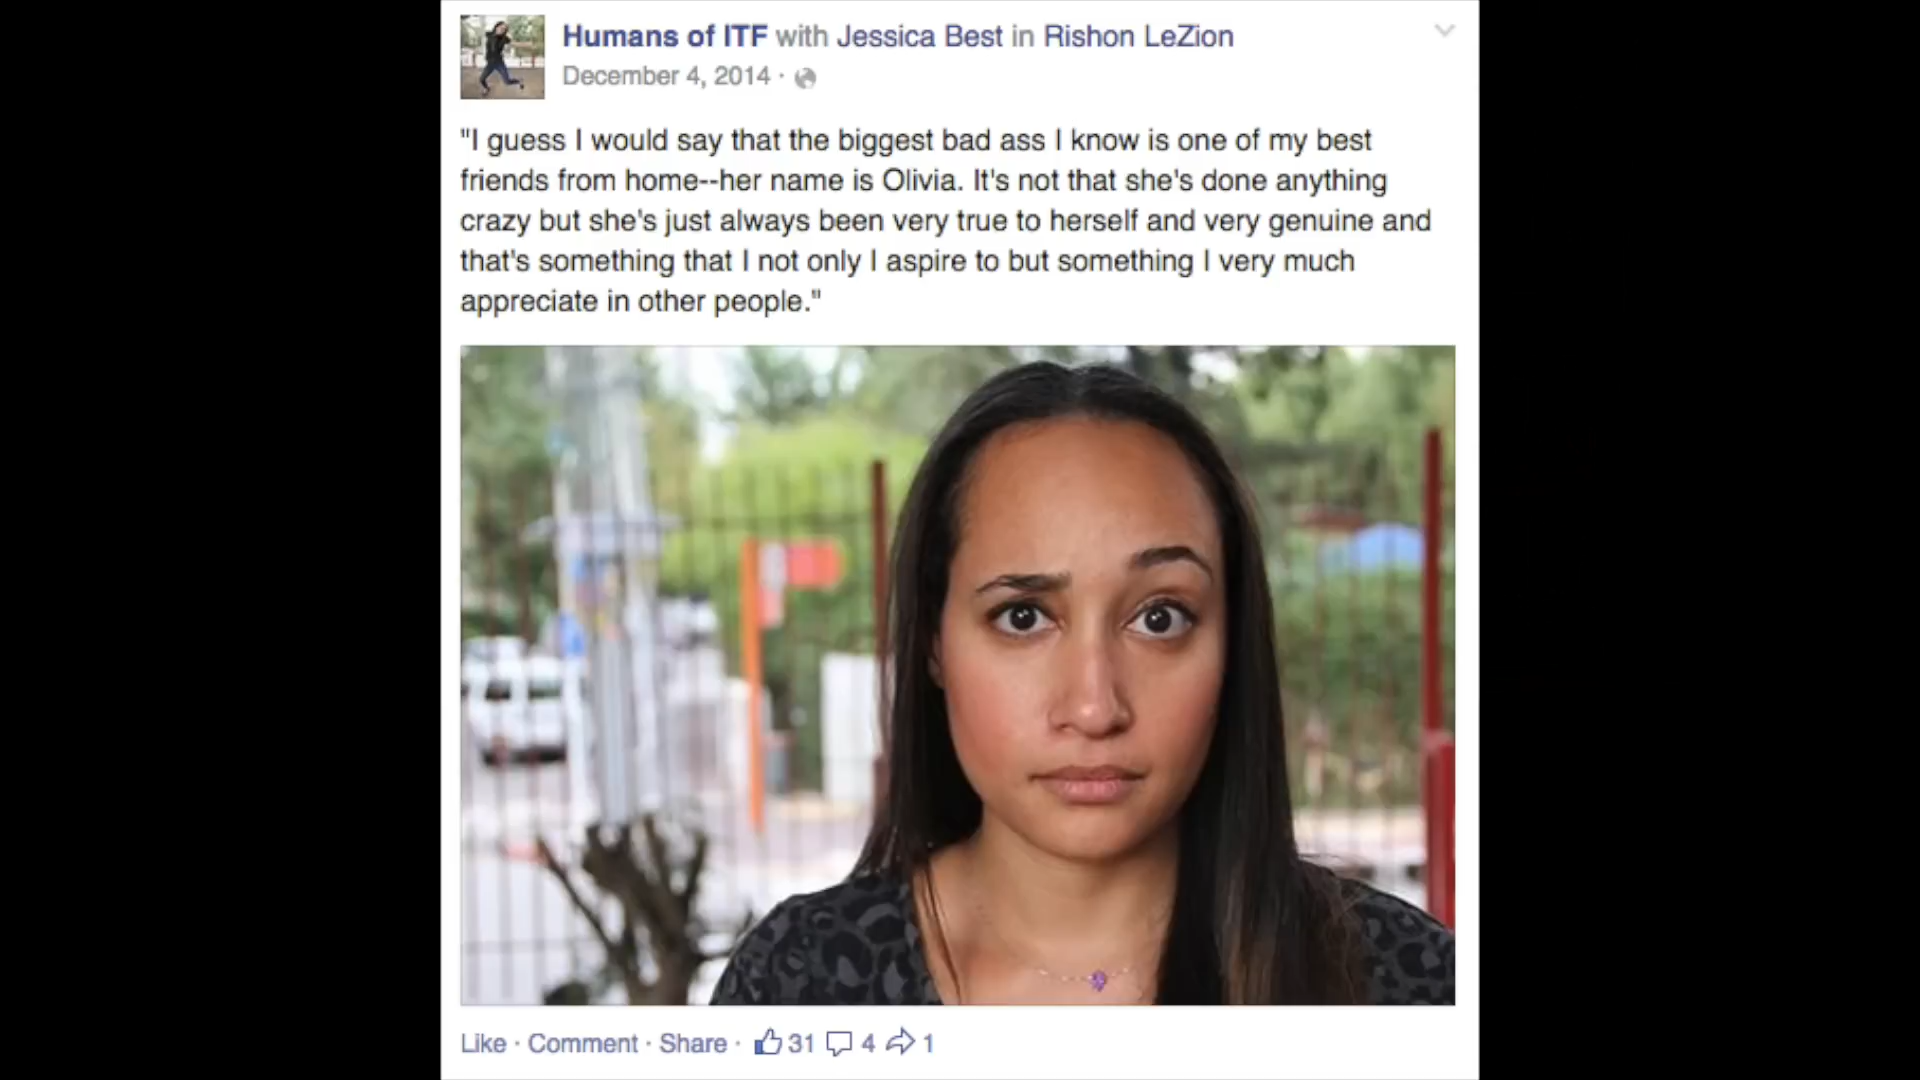 Humans of ITF with Jessica Best in Rishon LeZion
December 4, 2014 ·
"I guess I would say that the biggest bad ass I know is one of my best
friends from home--her name is Olivia. It's not that she's done anything
crazy but she's just always been very true to herself and very genuine and
that's something that I not only I aspire to but something I very much
appreciate in other people."
Like · Comment · Share · 31 4 1